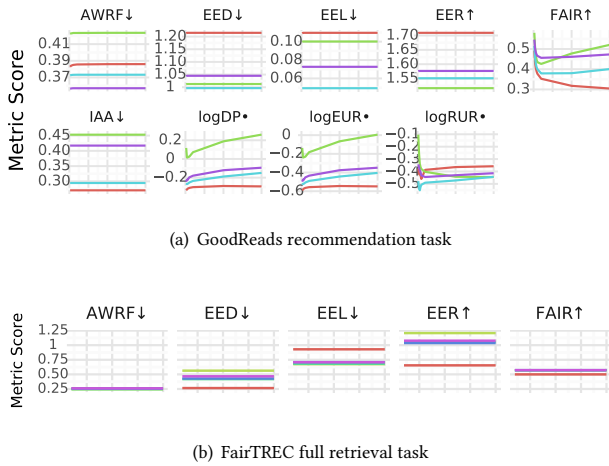 AWRF↓ EED↓ EEL↓ EER↑ FAIR↑
0.41 0.39 0.37
1.20 1.15 1.10 1.05 1
0.10 0.08 0.06
1.70 1.65 1.60 1.55
0.5 0.4 0.3
Metric Score
IAA↓ logDP• logEUR• logRUR•
0.45 0.40 0.35 0.30
0.2 0 −0.2
0 −0.2 −0.4 −0.6
−0.1 −0.2 −0.3 −0.4 −0.5
(a) GoodReads recommendation task
AWRF↓ EED↓ EEL↓ EER↑ FAIR↑
Metric Score
1.25
1
0.75
0.50
0.25
(b) FairTREC full retrieval task